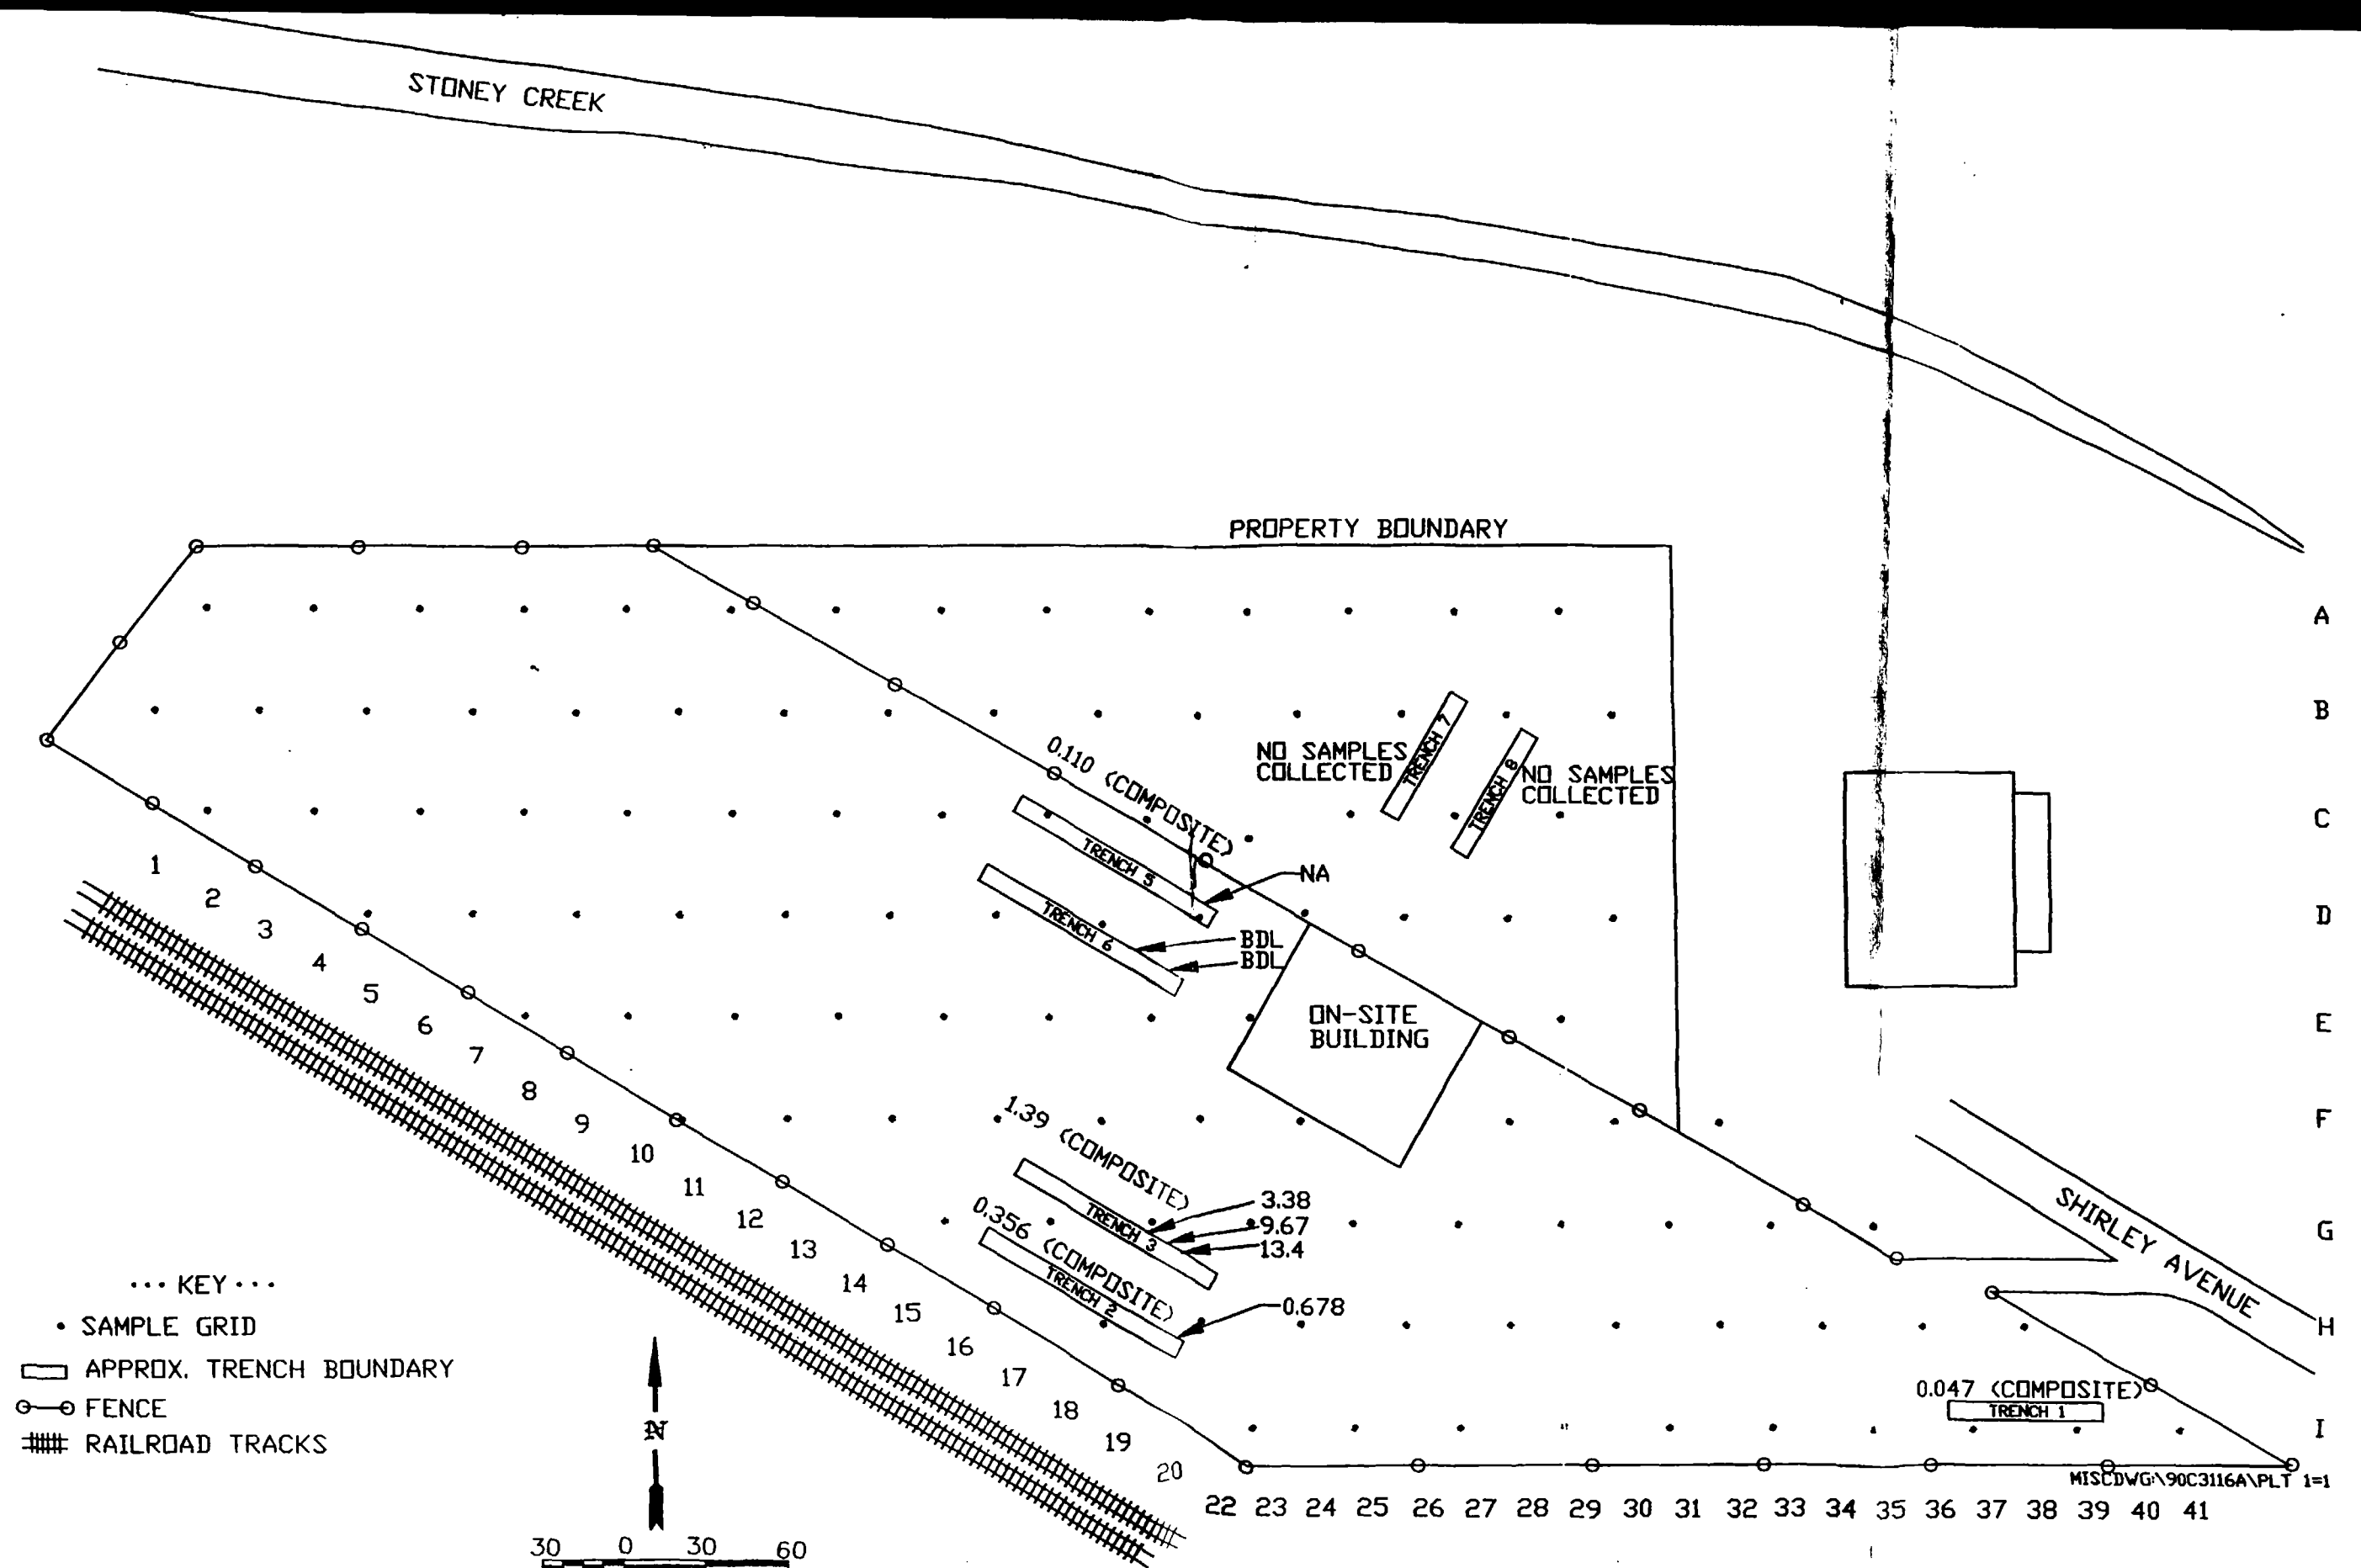 STONEY CREEK
PROPERTY BOUNDARY
A
B
0.110 (COMPOSITE)
NO SAMPLES
COLLECTED
TRENCH 7
TRENCH 8
NO SAMPLES
COLLECTED
C
TRENCH 5
NA
D
TRENCH 6
BDL
BDL
ON-SITE
BUILDING
E
1
2
3
4
5
6
7
8
9
10
11
12
13
14
15
16
17
18
19
20
F
1.39 (COMPOSITE)
TRENCH 3
3.38
9.67
13.4
G
SHIRLEY AVENUE
0.356 (COMPOSITE)
TRENCH 2
0.678
H
0.047 (COMPOSITE)
TRENCH 1
I
··· KEY ···
SAMPLE GRID
APPROX. TRENCH BOUNDARY
FENCE
RAILROAD TRACKS
N
30 0 30 60
MISCDWG:\90C3116A\PLT 1=1
22 23 24 25 26 27 28 29 30 31 32 33 34 35 36 37 38 39 40 41